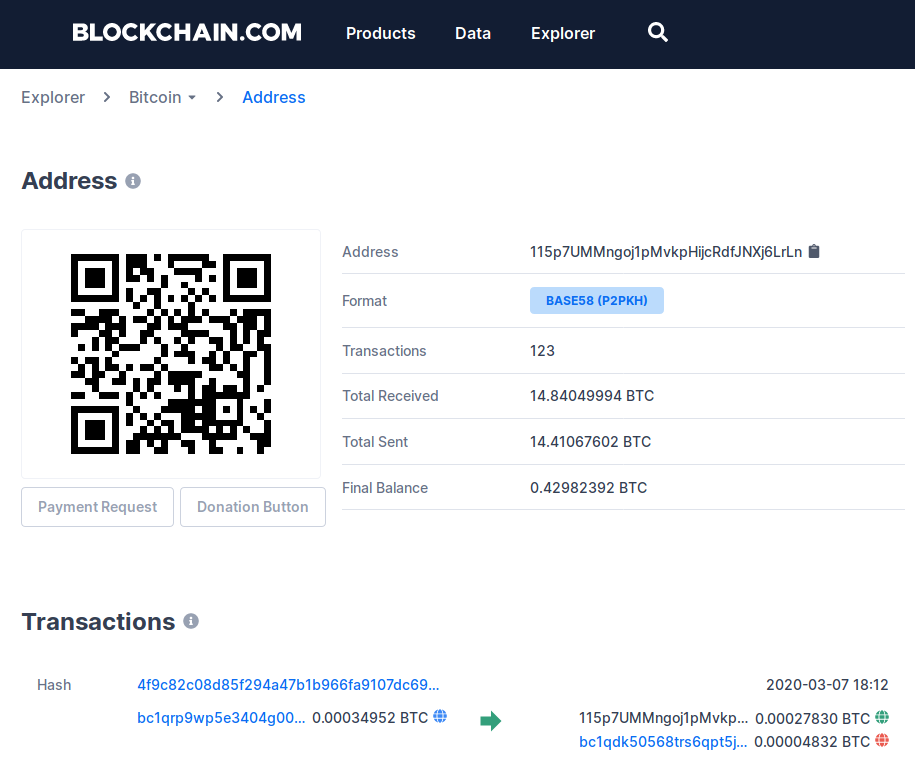 BLOCKCHAIN.COM Products Data Explorer
Explorer Bitcoin Address
Address
Address 115p7UMMngoj1pMvkpHijcRdfJNXj6LrLn
Format BASE58 (P2PKH)
Transactions 123
Total Received 14.84049994 BTC
Total Sent 14.41067602 BTC
Final Balance 0.42982392 BTC
Payment Request Donation Button
Transactions
Hash 4f9c82c08d85f294a47b1b966fa9107dc69... 2020-03-07 18:12
bc1qrp9wp5e3404g00... 0.00034952 BTC 115p7UMMngoj1pMvkp... 0.00027830 BTC
bc1qdk50568trs6qpt5j... 0.00004832 BTC